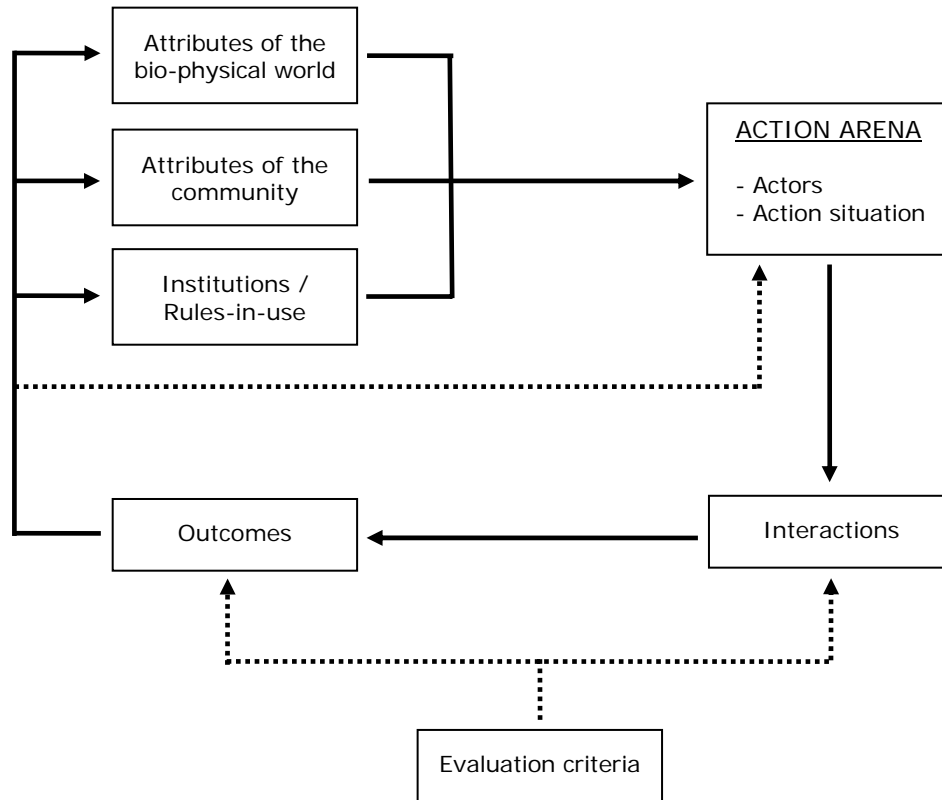 Attributes of the
bio-physical world
Attributes of the
community
Institutions /
Rules-in-use
ACTION ARENA
- Actors
- Action situation
Outcomes
Interactions
Evaluation criteria